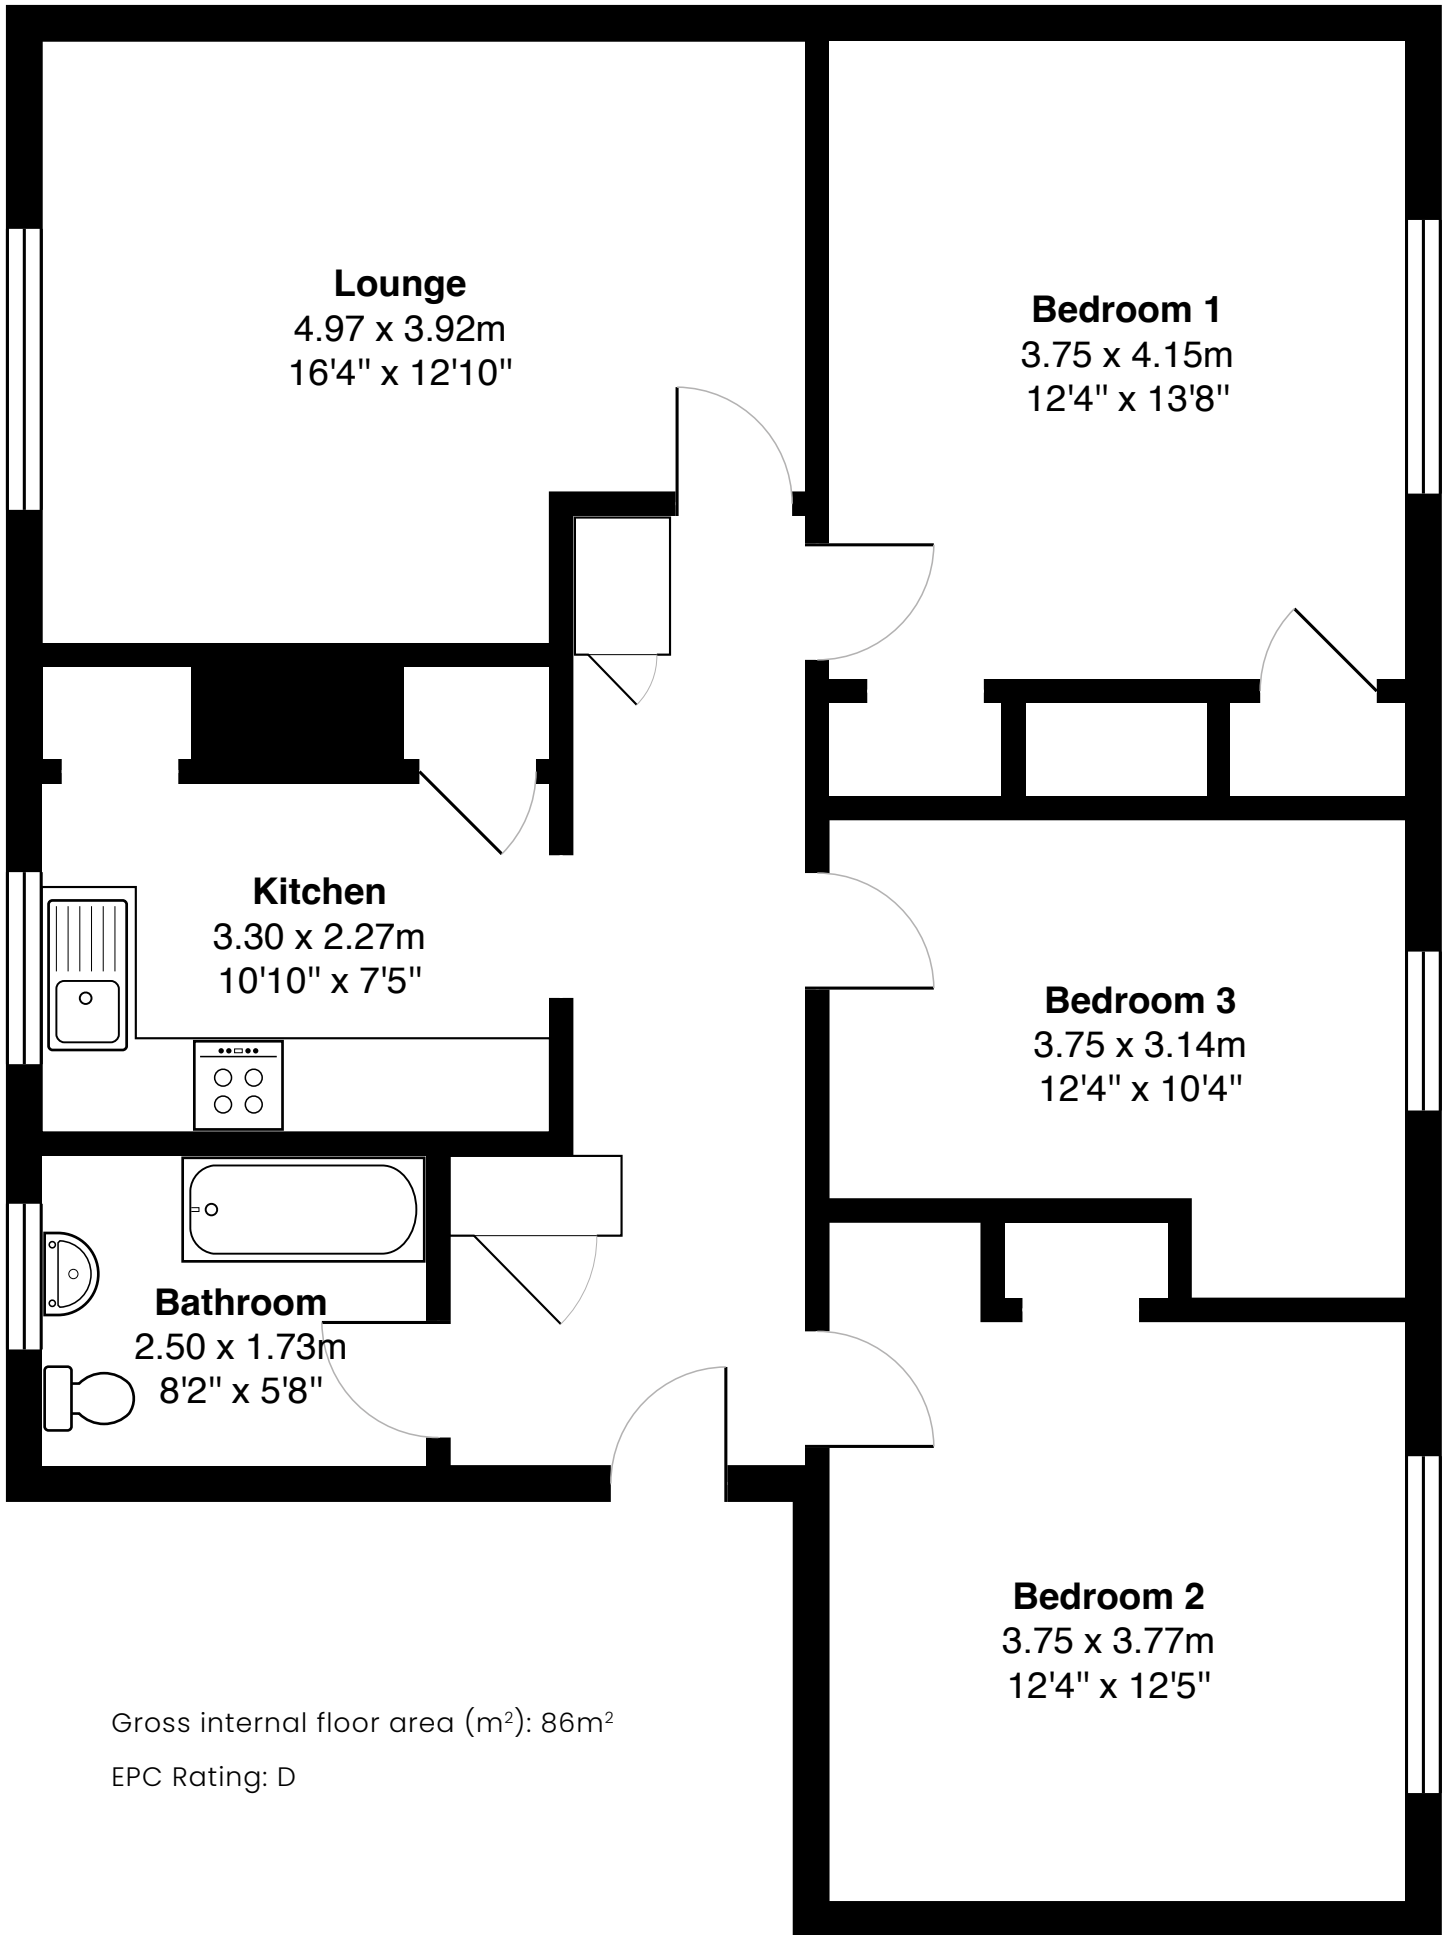 Lounge
4.97 x 3.92m
16'4" x 12'10"
Bedroom 1
3.75 x 4.15m
12'4" x 13'8"
Kitchen
3.30 x 2.27m
10'10" x 7'5"
Bedroom 3
3.75 x 3.14m
12'4" x 10'4"
Bathroom
2.50 x 1.73m
8'2" x 5'8"
Bedroom 2
3.75 x 3.77m
12'4" x 12'5"
Gross internal floor area (m²): 86m²
EPC Rating: D